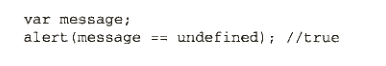 var message;
alert(message == undefined); //true